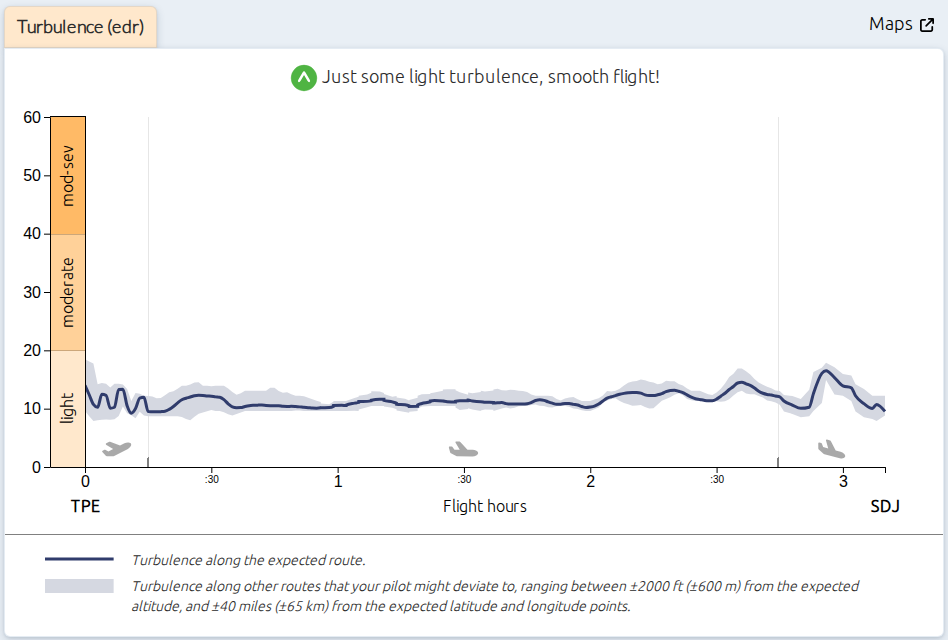 Turbulence (edr)
Maps
Just some light turbulence, smooth flight!
60
50
40
30
20
10
0
mod-sev
moderate
light
0 :30 1 :30 2 :30 3
TPE Flight hours SDJ
Turbulence along the expected route.
Turbulence along other routes that your pilot might deviate to, ranging between ±2000 ft (±600 m) from the expected
altitude, and ±40 miles (±65 km) from the expected latitude and longitude points.